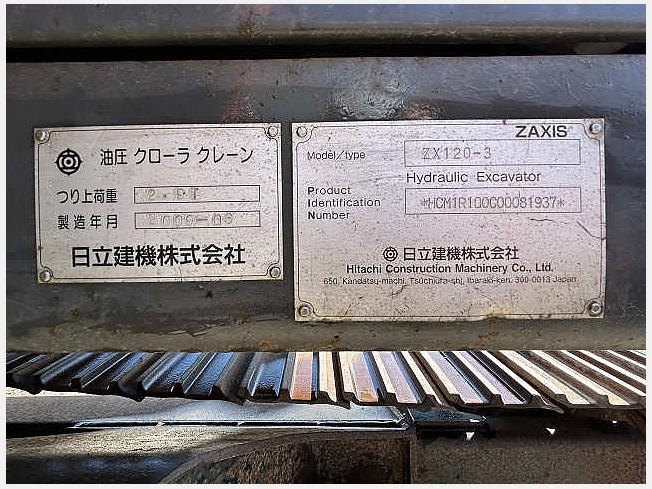 油圧 クローラ クレーン
つり上荷重 2.9T
製造年月
日立建機株式会社
ZAXIS
Model/type ZX120-3
Hydraulic Excavator
Product
Identification *HCM1R100C00081937*
Number
日立建機株式会社
Hitachi Construction Machinery Co., Ltd.
650, Kandatsu-machi, Tsuchiura-shi, Ibaraki-ken, 300-0013 Japan